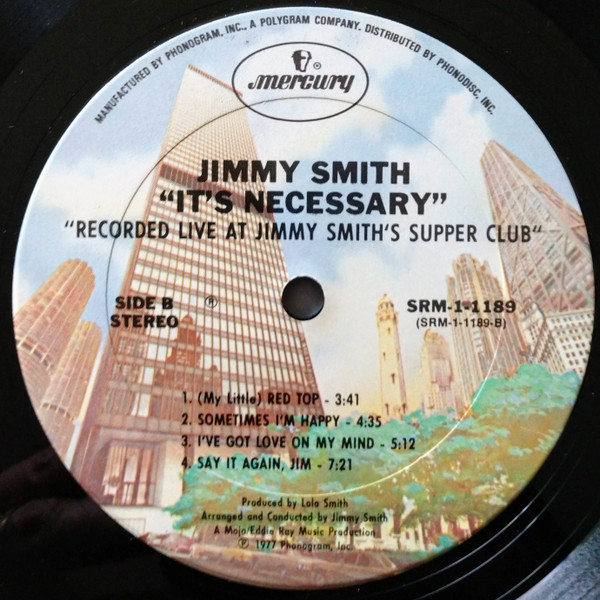 MANUFACTURED BY PHONOGRAM, INC., A POLYGRAM COMPANY. DISTRIBUTED BY PHONODISC, INC.
mercury
JIMMY SMITH
"IT'S NECESSARY"
"RECORDED LIVE AT JIMMY SMITH'S SUPPER CLUB"
SIDE B ®
STEREO
SRM-1-1189
(SRM-1-1189-B)
1. (My Little) RED TOP - 3:41
2. SOMETIMES I'M HAPPY - 4:35
3. I'VE GOT LOVE ON MY MIND - 5:12
4. SAY IT AGAIN, JIM - 7:21
Produced by Lola Smith
Arranged and Conducted by Jimmy Smith
A Mojo/Eddin Ray Music Production
℗ 1977 Phonogram, Inc.